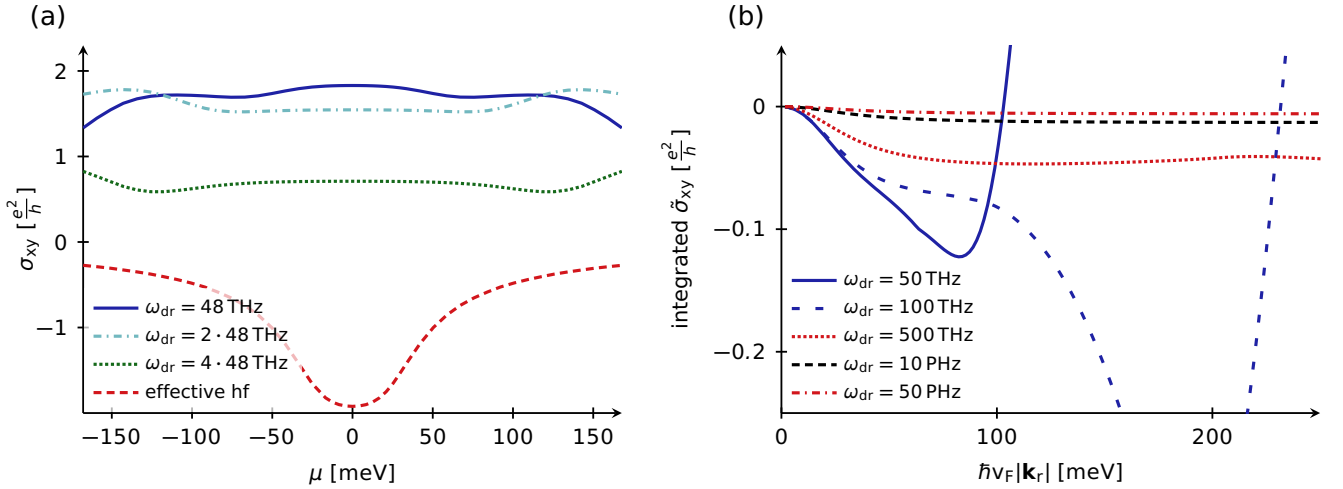 (a)
σxy [e²/h]
2
1
0
−1
ωdr = 48 THz
ωdr = 2 · 48 THz
ωdr = 4 · 48 THz
effective hf
−150 −100 −50 0 50 100 150
μ [meV]
(b)
integrated σ̃xy [e²/h]
0
−0.1
−0.2
ωdr = 50 THz
ωdr = 100 THz
ωdr = 500 THz
ωdr = 10 PHz
ωdr = 50 PHz
0 100 200
ħvF|kr| [meV]